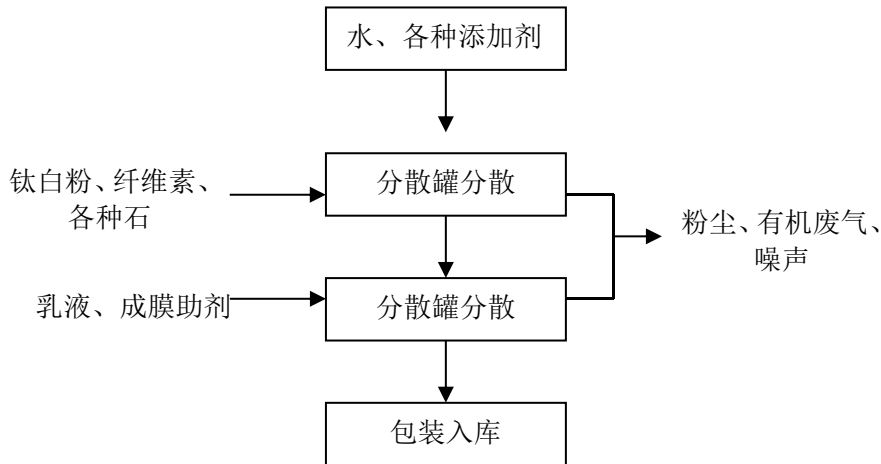 水、各种添加剂
钛白粉、纤维素、
各种石
分散罐分散
粉尘、有机废气、
噪声
乳液、成膜助剂
分散罐分散
包装入库